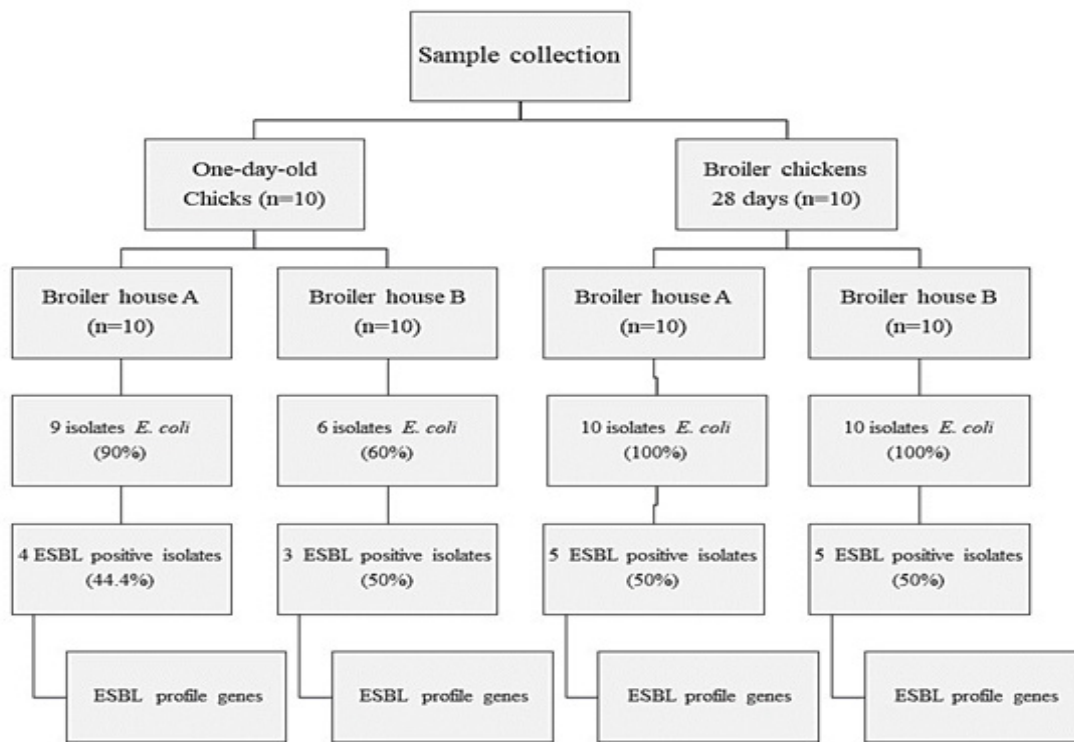 Sample collection
One-day-old
Chicks (n=10)
Broiler chickens
28 days (n=10)
Broiler house A
(n=10)
Broiler house B
(n=10)
Broiler house A
(n=10)
Broiler house B
(n=10)
9 isolates E. coli
(90%)
6 isolates E. coli
(60%)
10 isolates E. coli
(100%)
10 isolates E. coli
(100%)
4 ESBL positive isolates
(44.4%)
3 ESBL positive isolates
(50%)
5 ESBL positive isolates
(50%)
5 ESBL positive isolates
(50%)
ESBL profile genes
ESBL profile genes
ESBL profile genes
ESBL profile genes